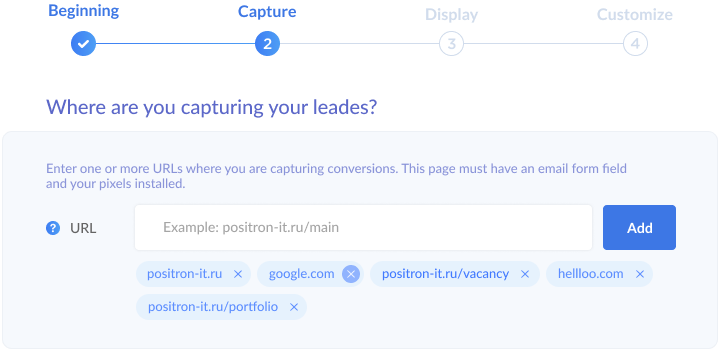 Beginning Capture Display Customize
2 3 4
Where are you capturing your leades?
Enter one or more URLs where you are capturing conversions. This page must have an email form field
and your pixels installed.
? URL Example: positron-it.ru/main Add
positron-it.ru × google.com × positron-it.ru/vacancy × hellloo.com ×
positron-it.ru/portfolio ×